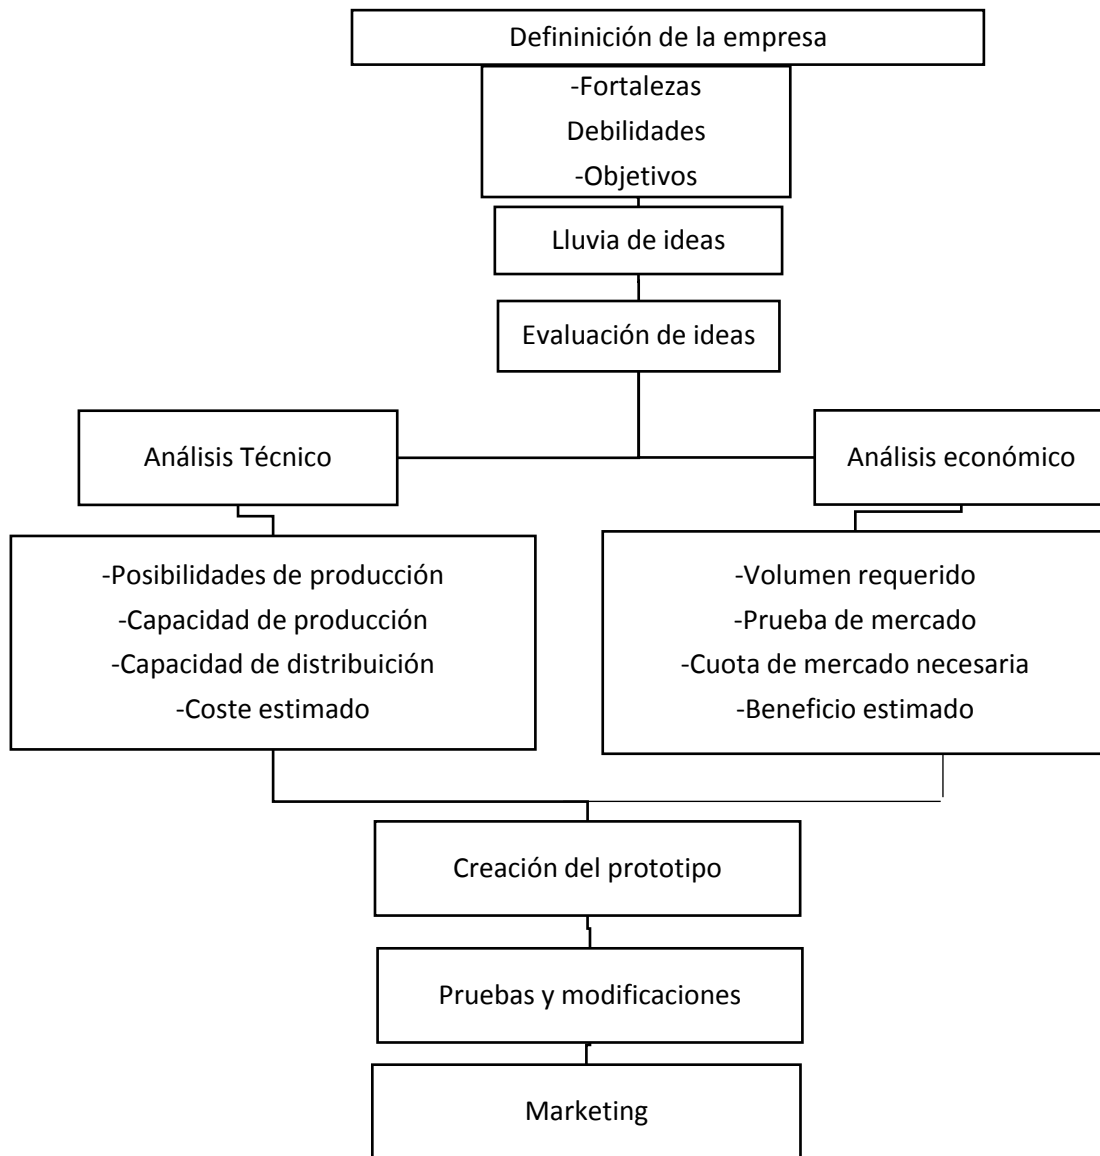 Defininición de la empresa
-Fortalezas
Debilidades
-Objetivos
Lluvia de ideas
Evaluación de ideas
Análisis Técnico
Análisis económico
-Posibilidades de producción
-Capacidad de producción
-Capacidad de distribuición
-Coste estimado
-Volumen requerido
-Prueba de mercado
-Cuota de mercado necesaria
-Beneficio estimado
Creación del prototipo
Pruebas y modificaciones
Marketing